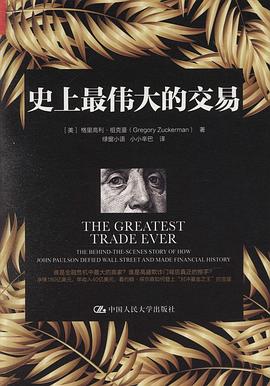 史上最伟大的交易
［美］格里高利·祖克曼（Gregory Zuckerman） 著
绿窗小语 小小辛巴 译
THE GREATEST
TRADE EVER
THE BEHIND-THE-SCENES STORY OF HOW
JOHN PAULSON DEFIED WALL STREET AND MADE FINANCIAL HISTORY
谁是金融危机中最大的赢家？谁是高盛欺诈门背后真正的推手？
中国人民大学出版社